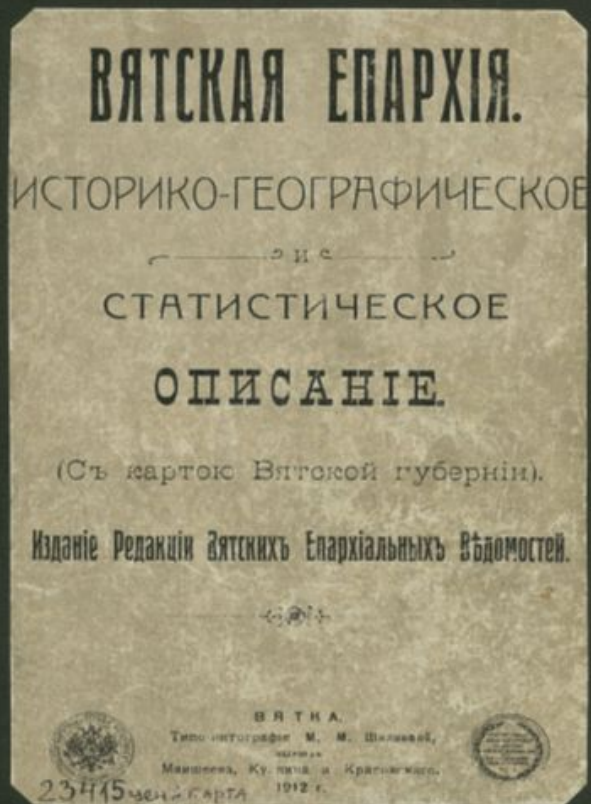 ВЯТСКАЯ ЕПАРХІЯ.
ИСТОРИКО-ГЕОГРАФИЧЕСКОЕ
И
СТАТИСТИЧЕСКОЕ
ОПИСАНІЕ.
(Съ картою Вятской губерніи).
Изданіе Редакціи Вятскихъ Епархіальныхъ Вѣдомостей.
ВЯТКА.
Типо-литографія М. М. Шкляевой,
Маишеева, и
1912 г.
23415 карта